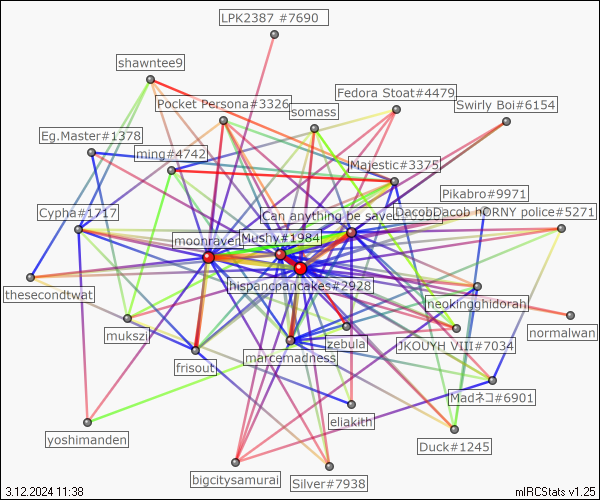 LPK2387 #7690
shawntee9
Fedora Stoat#4479
Pocket Persona#3326
somass
Swirly Boi#6154
Eg.Master#1378
ming#4742
Majestic#3375
Pikabro#9971
Cypha#1717
Can anything be saved
DacobDacob hORNY police#5271
moonraven
Mushy#1984
hispancpancakes#2928
thesecondtwat
neokingghidorah
mukszi
zebula
JKOUYH VIII#7034
normalwan
frisout
marcemadness
Madネコ#6901
eliakith
yoshimanden
Duck#1245
bigcitysamurai
Silver#7938
3.12.2024 11:38
mIRCStats v1.25